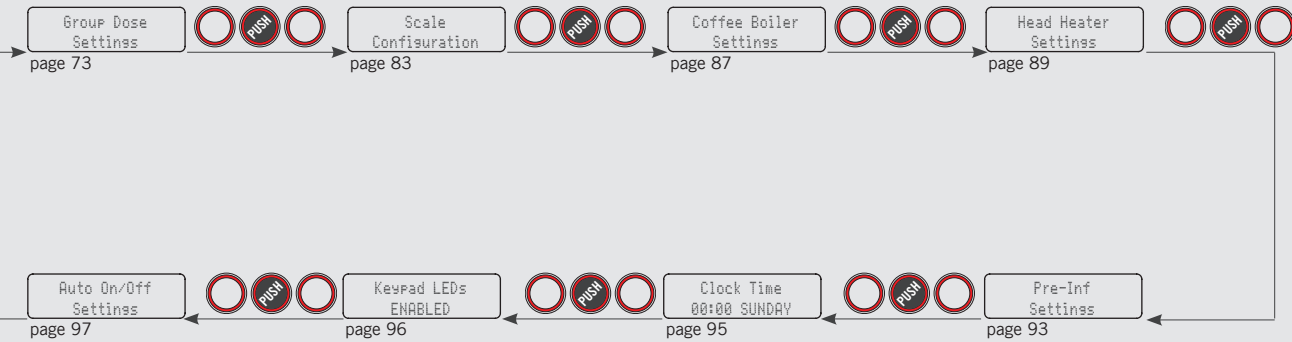 Group Dose
Settings
PUSH
page 73
Scale
Configuration
PUSH
page 83
Coffee Boiler
Settings
PUSH
page 87
Head Heater
Settings
PUSH
page 89
Auto On/Off
Settings
PUSH
page 97
Keypad LEDs
ENABLED
PUSH
page 96
Clock Time
00:00 SUNDAY
PUSH
page 95
Pre-Inf
Settings
page 93